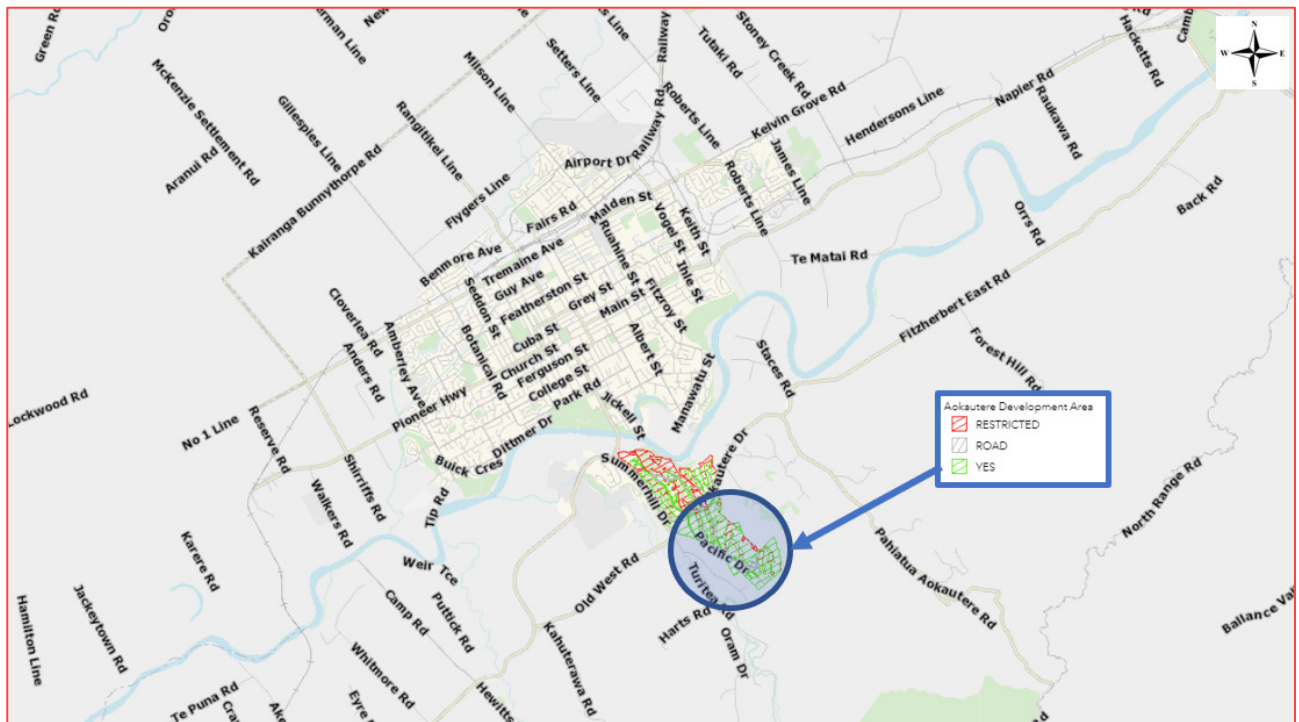 Green Rd
Setters Line
Railway Rd
Tutaki Rd
Stoney Creek Rd
Hacketts Rd
N
W
E
S
McKenzie Settlement Rd
Gillespies Line
Milson Line
Rangitikei Line
Roberts Line
Kelvin Grove Rd
Hendersons Line
Napier Rd
Raukawa Rd
Aranui Rd
Kairanga Bunnythorpe Rd
Flygers Line
Airport Dr
Railway Rd
Roberts Line
James Line
Back Rd
Fairs Rd
Malden St
Vogel St
Keith St
Orrs Rd
Benmore Ave
Tremaine Ave
Ruahine St
Te Matai Rd
Guy Ave
Ihle St
Seddon St
Featherston St
Grey St
Fitzroy St
Main St
Cloverlea Rd
Amberley Ave
Botanical Rd
Cuba St
Albert St
Fitzherbert East Rd
Anders Rd
Church St
Ferguson St
College St
Manawatu St
Staces Rd
Forest Hill Rd
Lockwood Rd
Pioneer Hwy
Park Rd
Jickell St
No 1 Line
Reserve Rd
Dittmer Dr
Aokautere Development Area
RESTRICTED
ROAD
YES
Buick Cres
Shirriffs Rd
Summerhill Dr
Aokautere Dr
Walkers Rd
Tip Rd
North Range Rd
Karere Rd
Pacific Dr
Pahiatua Aokautere Rd
Weir Tce
Old West Rd
Turitea Rd
Jackeytown Rd
Camp Rd
Puttick Rd
Harts Rd
Hamilton Line
Kahuterawa Rd
Oram Dr
Whitmore Rd
Te Puna Rd